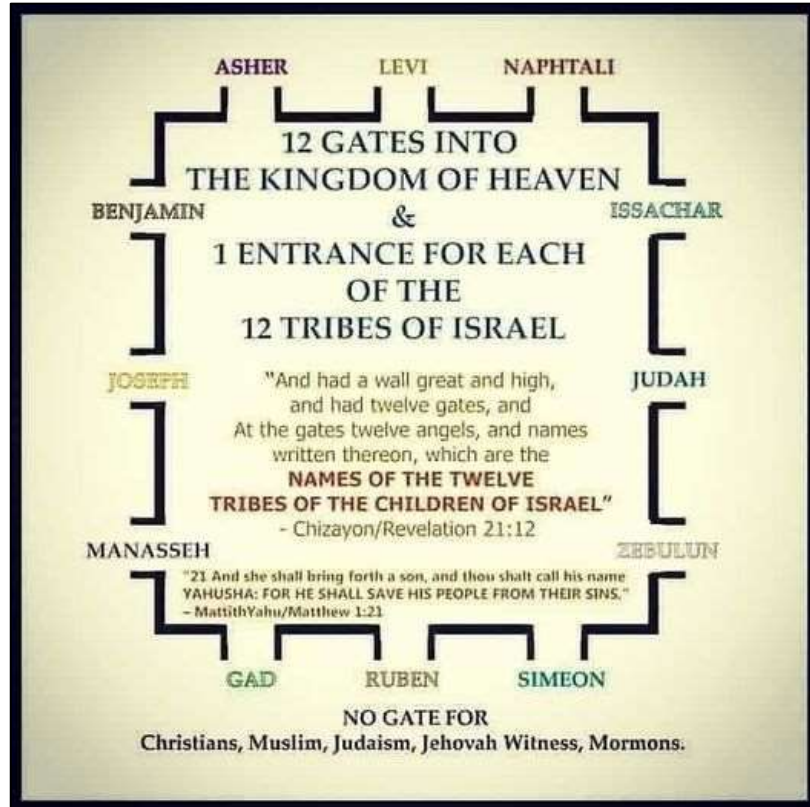 ASHER LEVI NAPHTALI
12 GATES INTO
THE KINGDOM OF HEAVEN
BENJAMIN ISSACHAR
&
1 ENTRANCE FOR EACH
OF THE
12 TRIBES OF ISRAEL
JOSEPH JUDAH
"And had a wall great and high,
and had twelve gates, and
At the gates twelve angels, and names
written thereon, which are the
NAMES OF THE TWELVE
TRIBES OF THE CHILDREN OF ISRAEL"
- Chizayon/Revelation 21:12
MANASSEH ZEBULUN
"21 And she shall bring forth a son, and thou shalt call his name
YAHUSHA: FOR HE SHALL SAVE HIS PEOPLE FROM THEIR SINS."
– MattithYahu/Matthew 1:21
GAD RUBEN SIMEON
NO GATE FOR
Christians, Muslim, Judaism, Jehovah Witness, Mormons.